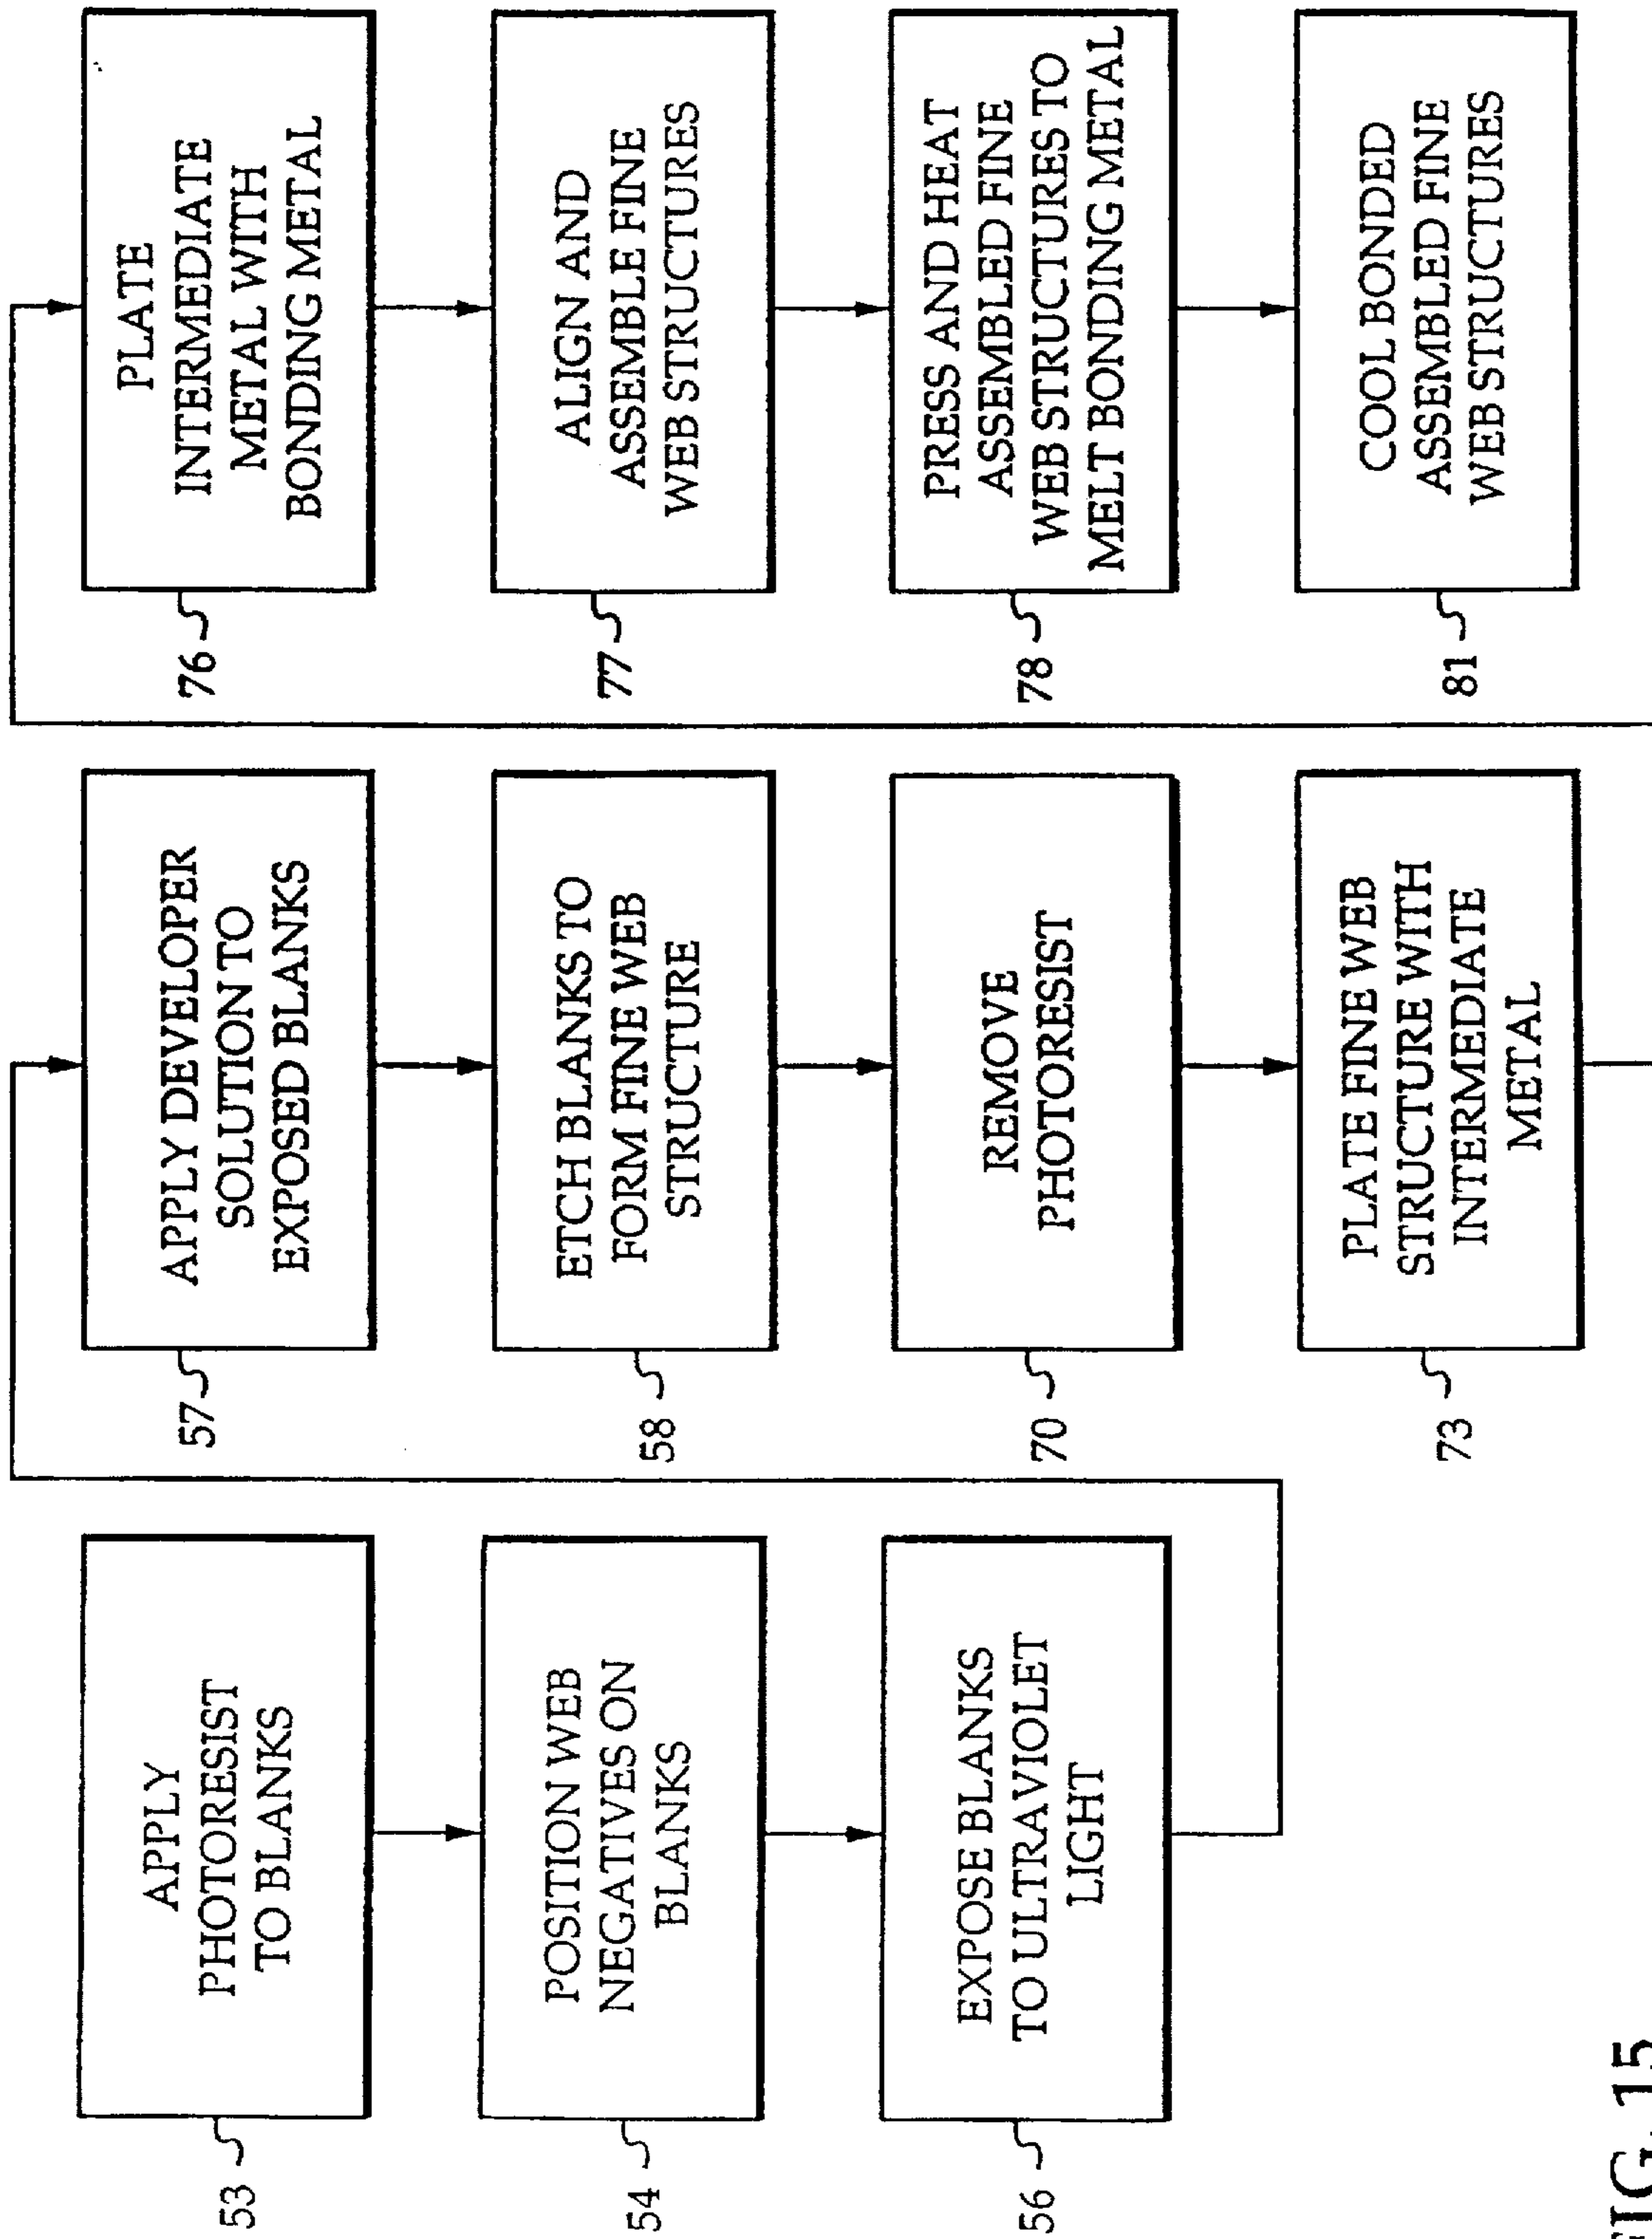 53
APPLY
PHOTORESIST
TO BLANKS
54
POSITION WEB
NEGATIVES ON
BLANKS
56
EXPOSE BLANKS
TO ULTRAVIOLET
LIGHT
57
APPLY DEVELOPER
SOLUTION TO
EXPOSED BLANKS
58
ETCH BLANKS TO
FORM FINE WEB
STRUCTURE
70
REMOVE
PHOTORESIST
73
PLATE FINE WEB
STRUCTURE WITH
INTERMEDIATE
METAL
76
PLATE
INTERMEDIATE
METAL WITH
BONDING METAL
77
ALIGN AND
ASSEMBLE FINE
WEB STRUCTURES
78
PRESS AND HEAT
ASSEMBLED FINE
WEB STRUCTURES TO
MELT BONDING METAL
81
COOL BONDED
ASSEMBLED FINE
WEB STRUCTURES
FIG. 15